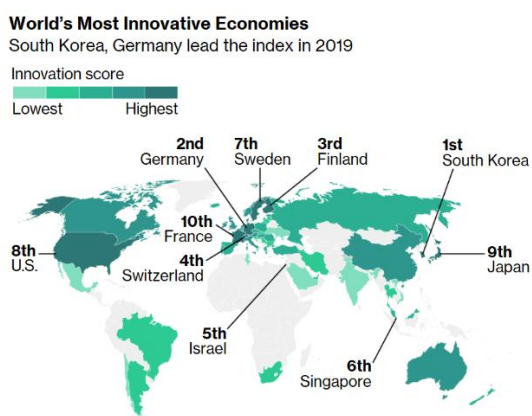 World's Most Innovative Economies
South Korea, Germany lead the index in 2019
Innovation score
Lowest Highest
2nd
Germany
7th
Sweden
3rd
Finland
1st
South Korea
10th
France
8th
U.S.
4th
Switzerland
9th
Japan
5th
Israel
6th
Singapore